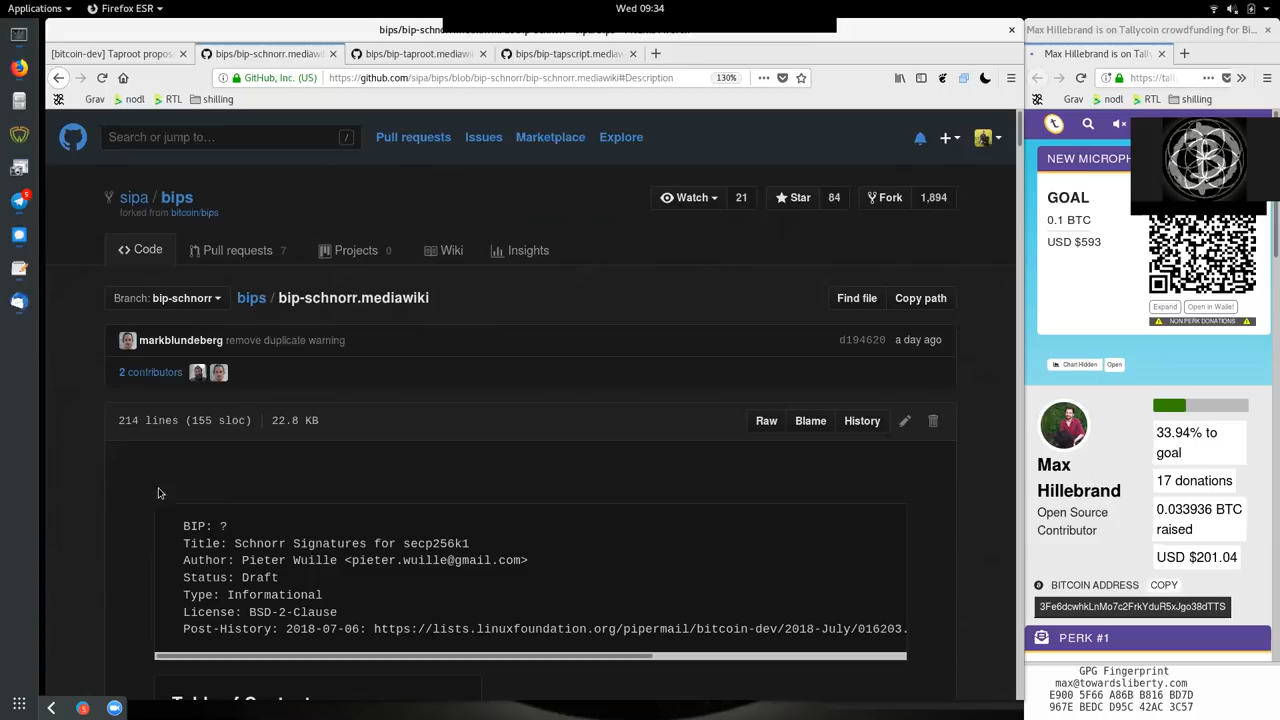 Applications
Firefox ESR
Wed 09:34
Max Hillebrand is on Tallycoin crowdfunding for Bi...
[bitcoin-dev] Taproot propos
bips/bip-schnorr.mediawi
bips/bip-taproot.mediawi
bips/bip-tapscript.media
Max Hillebrand is on Tall
GitHub, Inc. (US)
https://github.com/sipa/bips/blob/bip-schnorr/bip-schnorr.mediawiki#Description
130%
https://tall
Grav
nodl
RTL
shilling
Grav
nodl
RTL
shilling
Search or jump to...
/
Pull requests
Issues
Marketplace
Explore
sipa / bips
forked from bitcoin/bips
Watch
21
Star
84
Fork
1,894
Code
Pull requests 7
Projects 0
Wiki
Insights
Branch: bip-schnorr
bips / bip-schnorr.mediawiki
Find file
Copy path
markblundeberg remove duplicate warning
d194620 a day ago
2 contributors
214 lines (155 sloc)
22.8 KB
Raw
Blame
History
BIP: ?
Title: Schnorr Signatures for secp256k1
Author: Pieter Wuille <pieter.wuille@gmail.com>
Status: Draft
Type: Informational
License: BSD-2-Clause
Post-History: 2018-07-06: https://lists.linuxfoundation.org/pipermail/bitcoin-dev/2018-July/016203.
NEW MICROPH
GOAL
0.1 BTC
USD $593
Expand
Open in Wallet
NON PERK DONATIONS
Chart Hidden
Open
Max
Hillebrand
Open Source
Contributor
33.94% to
goal
17 donations
0.033936 BTC
raised
USD $201.04
BITCOIN ADDRESS
COPY
3Fe6dcwhkLnMo7c2FrkYduR5xJgo38dTTS
PERK #1
GPG Fingerprint
max@towardsliberty.com
E900 5F66 A86B B816 BD7D
967E BEDC D95C 42AC 3C57